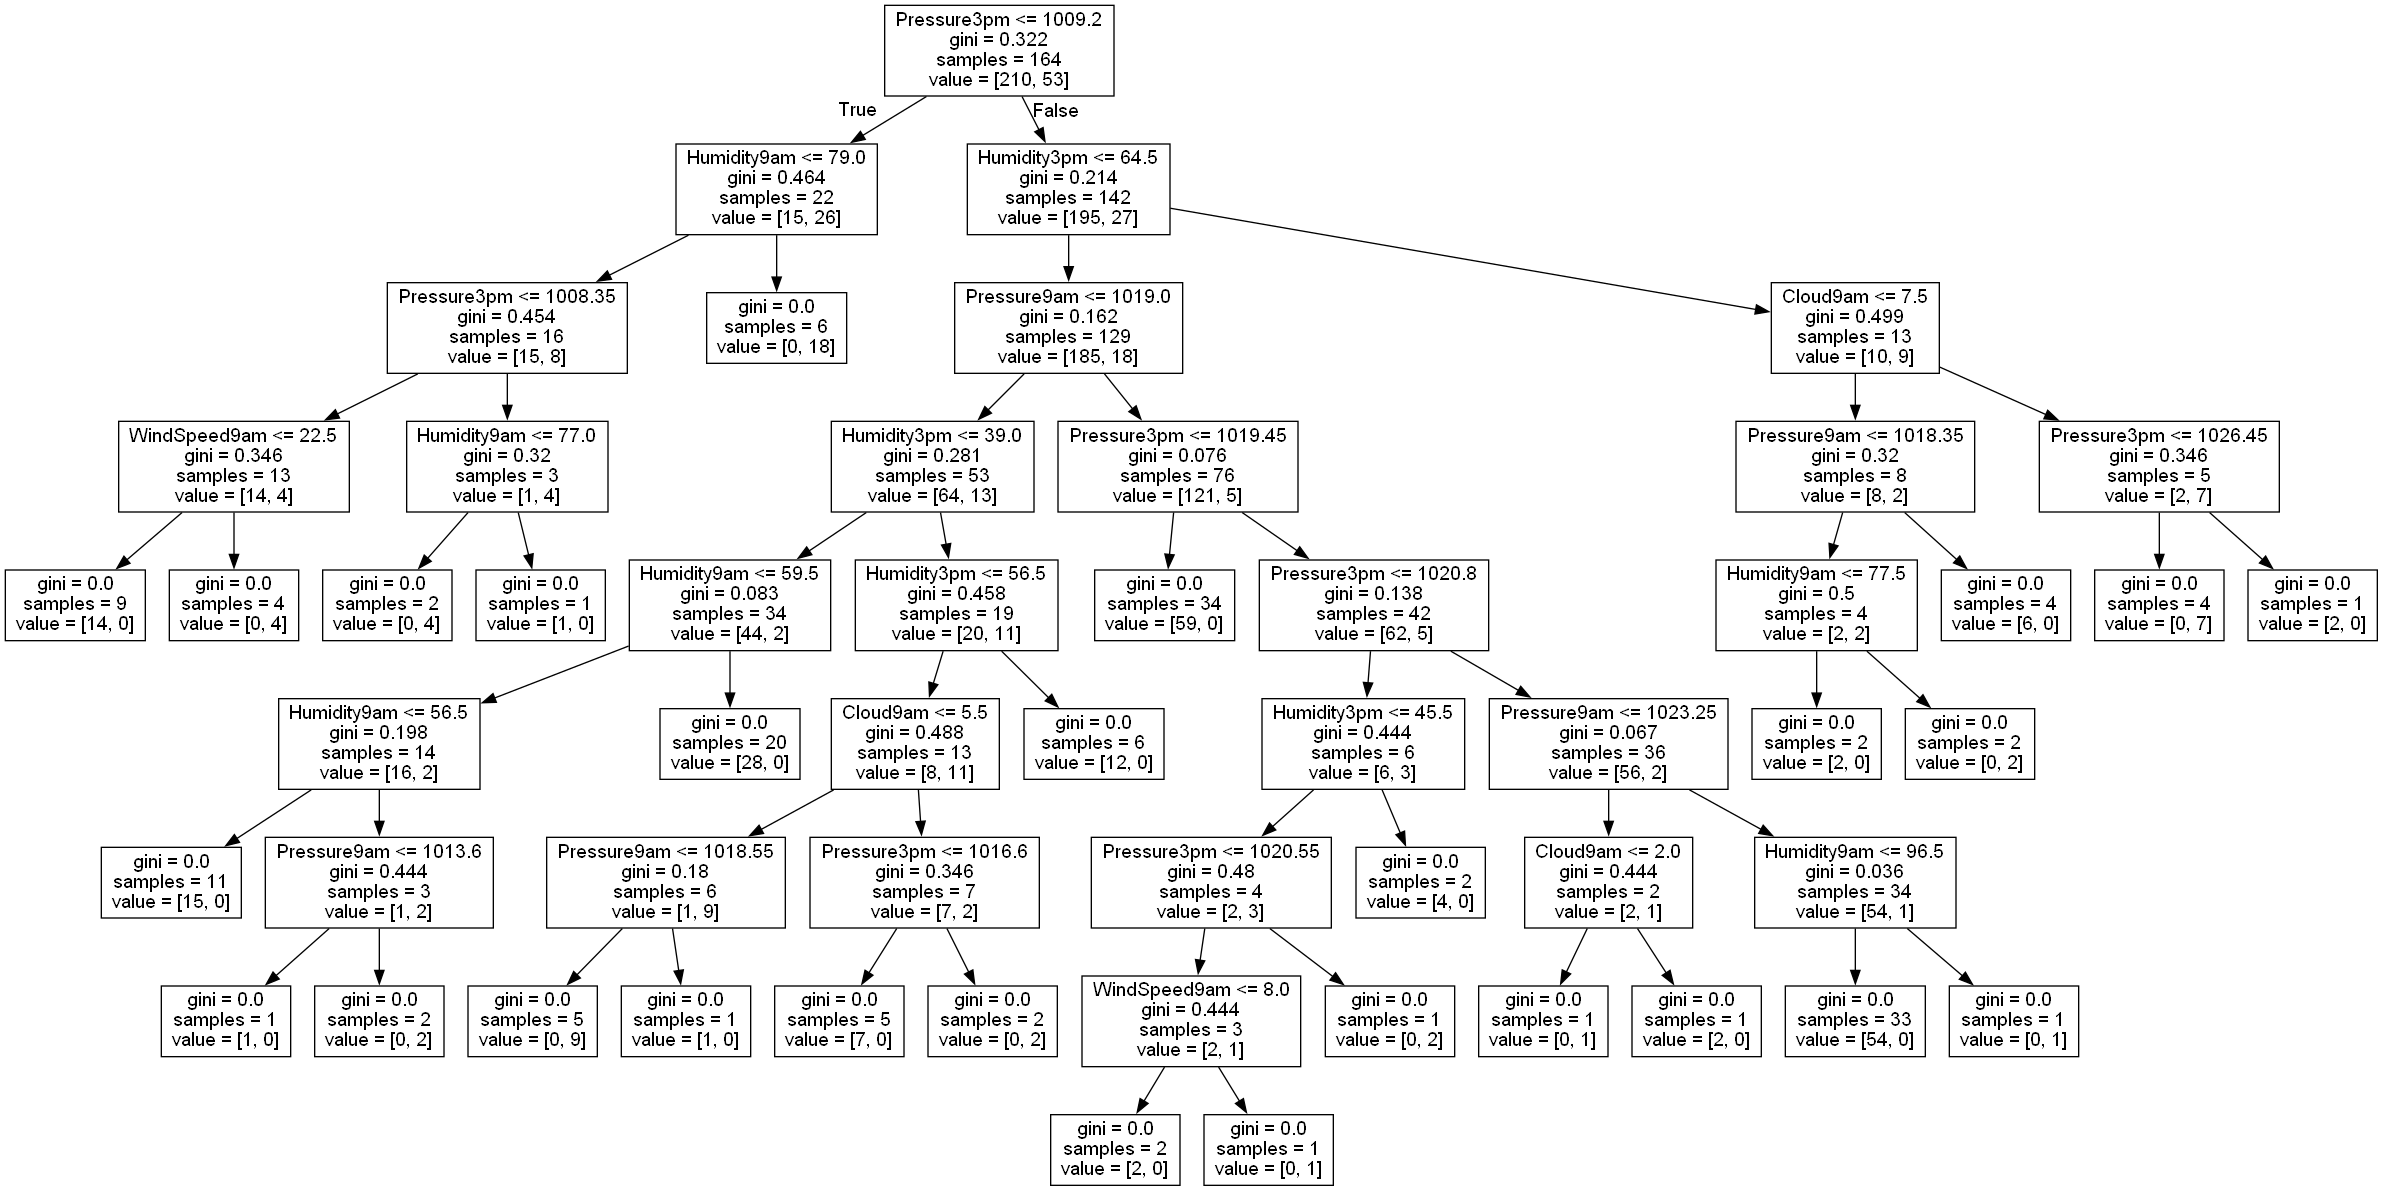 Pressure3pm <= 1009.2
gini = 0.322
samples = 164
value = [210, 53]
True
False
Humidity9am <= 79.0
gini = 0.464
samples = 22
value = [15, 26]
Humidity3pm <= 64.5
gini = 0.214
samples = 142
value = [195, 27]
Pressure3pm <= 1008.35
gini = 0.454
samples = 16
value = [15, 8]
gini = 0.0
samples = 6
value = [0, 18]
Pressure9am <= 1019.0
gini = 0.162
samples = 129
value = [185, 18]
Cloud9am <= 7.5
gini = 0.499
samples = 13
value = [10, 9]
WindSpeed9am <= 22.5
gini = 0.346
samples = 13
value = [14, 4]
Humidity9am <= 77.0
gini = 0.32
samples = 3
value = [1, 4]
Humidity3pm <= 39.0
gini = 0.281
samples = 53
value = [64, 13]
Pressure3pm <= 1019.45
gini = 0.076
samples = 76
value = [121, 5]
Pressure9am <= 1018.35
gini = 0.32
samples = 8
value = [8, 2]
Pressure3pm <= 1026.45
gini = 0.346
samples = 5
value = [2, 7]
gini = 0.0
samples = 9
value = [14, 0]
gini = 0.0
samples = 4
value = [0, 4]
gini = 0.0
samples = 2
value = [0, 4]
gini = 0.0
samples = 1
value = [1, 0]
Humidity9am <= 59.5
gini = 0.083
samples = 34
value = [44, 2]
Humidity3pm <= 56.5
gini = 0.458
samples = 19
value = [20, 11]
gini = 0.0
samples = 34
value = [59, 0]
Pressure3pm <= 1020.8
gini = 0.138
samples = 42
value = [62, 5]
Humidity9am <= 77.5
gini = 0.5
samples = 4
value = [2, 2]
gini = 0.0
samples = 4
value = [6, 0]
gini = 0.0
samples = 4
value = [0, 7]
gini = 0.0
samples = 1
value = [2, 0]
Humidity9am <= 56.5
gini = 0.198
samples = 14
value = [16, 2]
gini = 0.0
samples = 20
value = [28, 0]
Cloud9am <= 5.5
gini = 0.488
samples = 13
value = [8, 11]
gini = 0.0
samples = 6
value = [12, 0]
Humidity3pm <= 45.5
gini = 0.444
samples = 6
value = [6, 3]
Pressure9am <= 1023.25
gini = 0.067
samples = 36
value = [56, 2]
gini = 0.0
samples = 2
value = [2, 0]
gini = 0.0
samples = 2
value = [0, 2]
gini = 0.0
samples = 11
value = [15, 0]
Pressure9am <= 1013.6
gini = 0.444
samples = 3
value = [1, 2]
Pressure9am <= 1018.55
gini = 0.18
samples = 6
value = [1, 9]
Pressure3pm <= 1016.6
gini = 0.346
samples = 7
value = [7, 2]
Pressure3pm <= 1020.55
gini = 0.48
samples = 4
value = [2, 3]
gini = 0.0
samples = 2
value = [4, 0]
Cloud9am <= 2.0
gini = 0.444
samples = 2
value = [2, 1]
Humidity9am <= 96.5
gini = 0.036
samples = 34
value = [54, 1]
gini = 0.0
samples = 1
value = [1, 0]
gini = 0.0
samples = 2
value = [0, 2]
gini = 0.0
samples = 5
value = [0, 9]
gini = 0.0
samples = 1
value = [1, 0]
gini = 0.0
samples = 5
value = [7, 0]
gini = 0.0
samples = 2
value = [0, 2]
WindSpeed9am <= 8.0
gini = 0.444
samples = 3
value = [2, 1]
gini = 0.0
samples = 1
value = [0, 2]
gini = 0.0
samples = 1
value = [0, 1]
gini = 0.0
samples = 1
value = [2, 0]
gini = 0.0
samples = 33
value = [54, 0]
gini = 0.0
samples = 1
value = [0, 1]
gini = 0.0
samples = 2
value = [2, 0]
gini = 0.0
samples = 1
value = [0, 1]